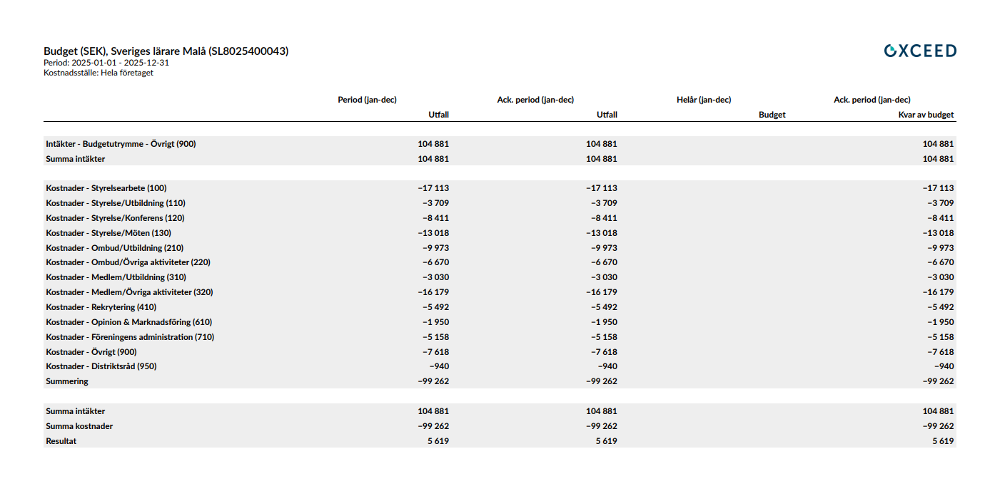 Budget (SEK), Sveriges lärare Malå (SL8025400043)
OXCEED
Period: 2025-01-01 - 2025-12-31
Kostnadsställe: Hela företaget
Period (jan-dec) Ack. period (jan-dec) Helår (jan-dec) Ack. period (jan-dec)
Utfall Utfall Budget Kvar av budget
Intäkter - Budgetutrymme - Övrigt (900) 104 881 104 881 104 881
Summa intäkter 104 881 104 881 104 881
Kostnader - Styrelsearbete (100) −17 113 −17 113 −17 113
Kostnader - Styrelse/Utbildning (110) −3 709 −3 709 −3 709
Kostnader - Styrelse/Konferens (120) −8 411 −8 411 −8 411
Kostnader - Styrelse/Möten (130) −13 018 −13 018 −13 018
Kostnader - Ombud/Utbildning (210) −9 973 −9 973 −9 973
Kostnader - Ombud/Övriga aktiviteter (220) −6 670 −6 670 −6 670
Kostnader - Medlem/Utbildning (310) −3 030 −3 030 −3 030
Kostnader - Medlem/Övriga aktiviteter (320) −16 179 −16 179 −16 179
Kostnader - Rekrytering (410) −5 492 −5 492 −5 492
Kostnader - Opinion & Marknadsföring (610) −1 950 −1 950 −1 950
Kostnader - Föreningens administration (710) −5 158 −5 158 −5 158
Kostnader - Övrigt (900) −7 618 −7 618 −7 618
Kostnader - Distriktsråd (950) −940 −940 −940
Summering −99 262 −99 262 −99 262
Summa intäkter 104 881 104 881 104 881
Summa kostnader −99 262 −99 262 −99 262
Resultat 5 619 5 619 5 619